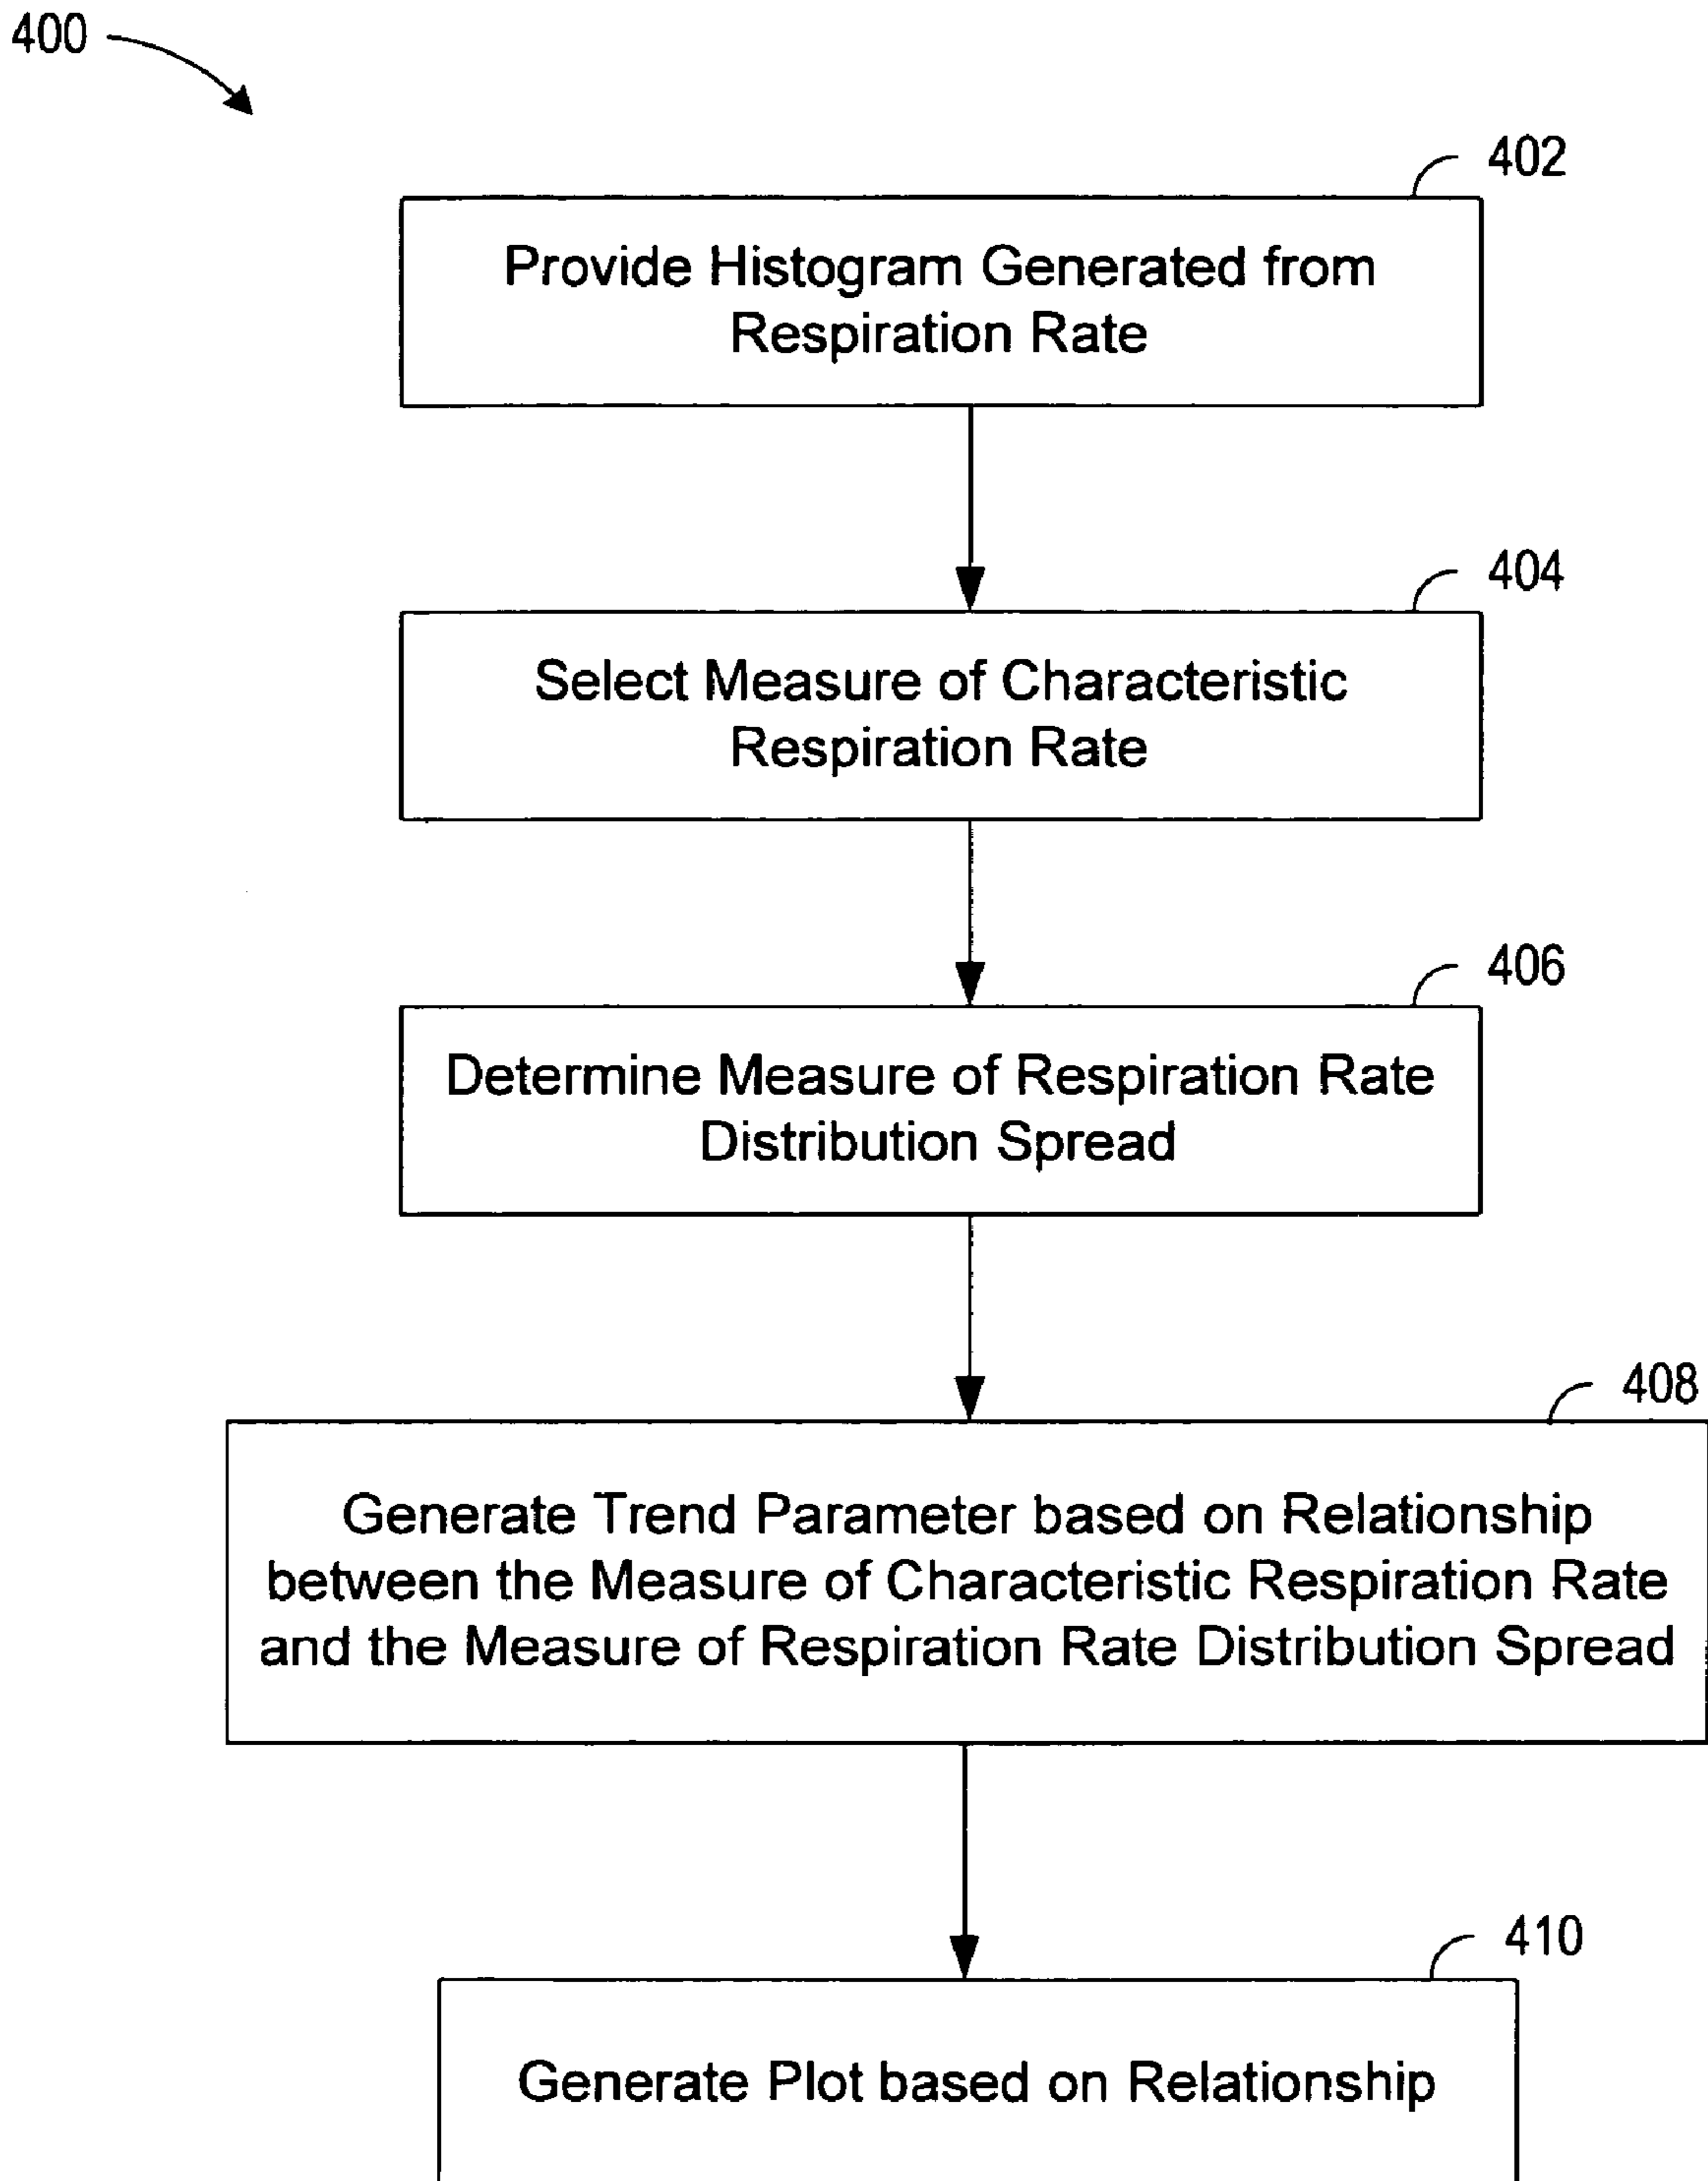 400
402
Provide Histogram Generated from
Respiration Rate
404
Select Measure of Characteristic
Respiration Rate
406
Determine Measure of Respiration Rate
Distribution Spread
408
Generate Trend Parameter based on Relationship
between the Measure of Characteristic Respiration Rate
and the Measure of Respiration Rate Distribution Spread
410
Generate Plot based on Relationship